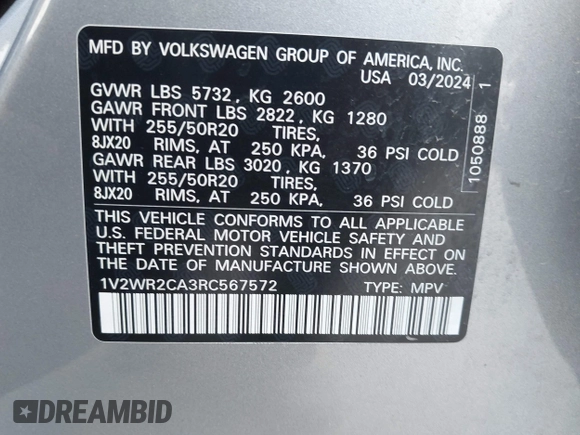 MFD BY VOLKSWAGEN GROUP OF AMERICA, INC.
USA 03/2024
GVWR LBS 5732, KG 2600
GAWR FRONT LBS 2822, KG 1280
WITH 255/50R20 TIRES,
8JX20 RIMS, AT 250 KPA, 36 PSI COLD
GAWR REAR LBS 3020, KG 1370
WITH 255/50R20 TIRES,
8JX20 RIMS, AT 250 KPA, 36 PSI COLD
THIS VEHICLE CONFORMS TO ALL APPLICABLE
U.S. FEDERAL MOTOR VEHICLE SAFETY AND
THEFT PREVENTION STANDARDS IN EFFECT ON
THE DATE OF MANUFACTURE SHOWN ABOVE.
1V2WR2CA3RC567572 TYPE: MPV
1050888 1
DREAMBID